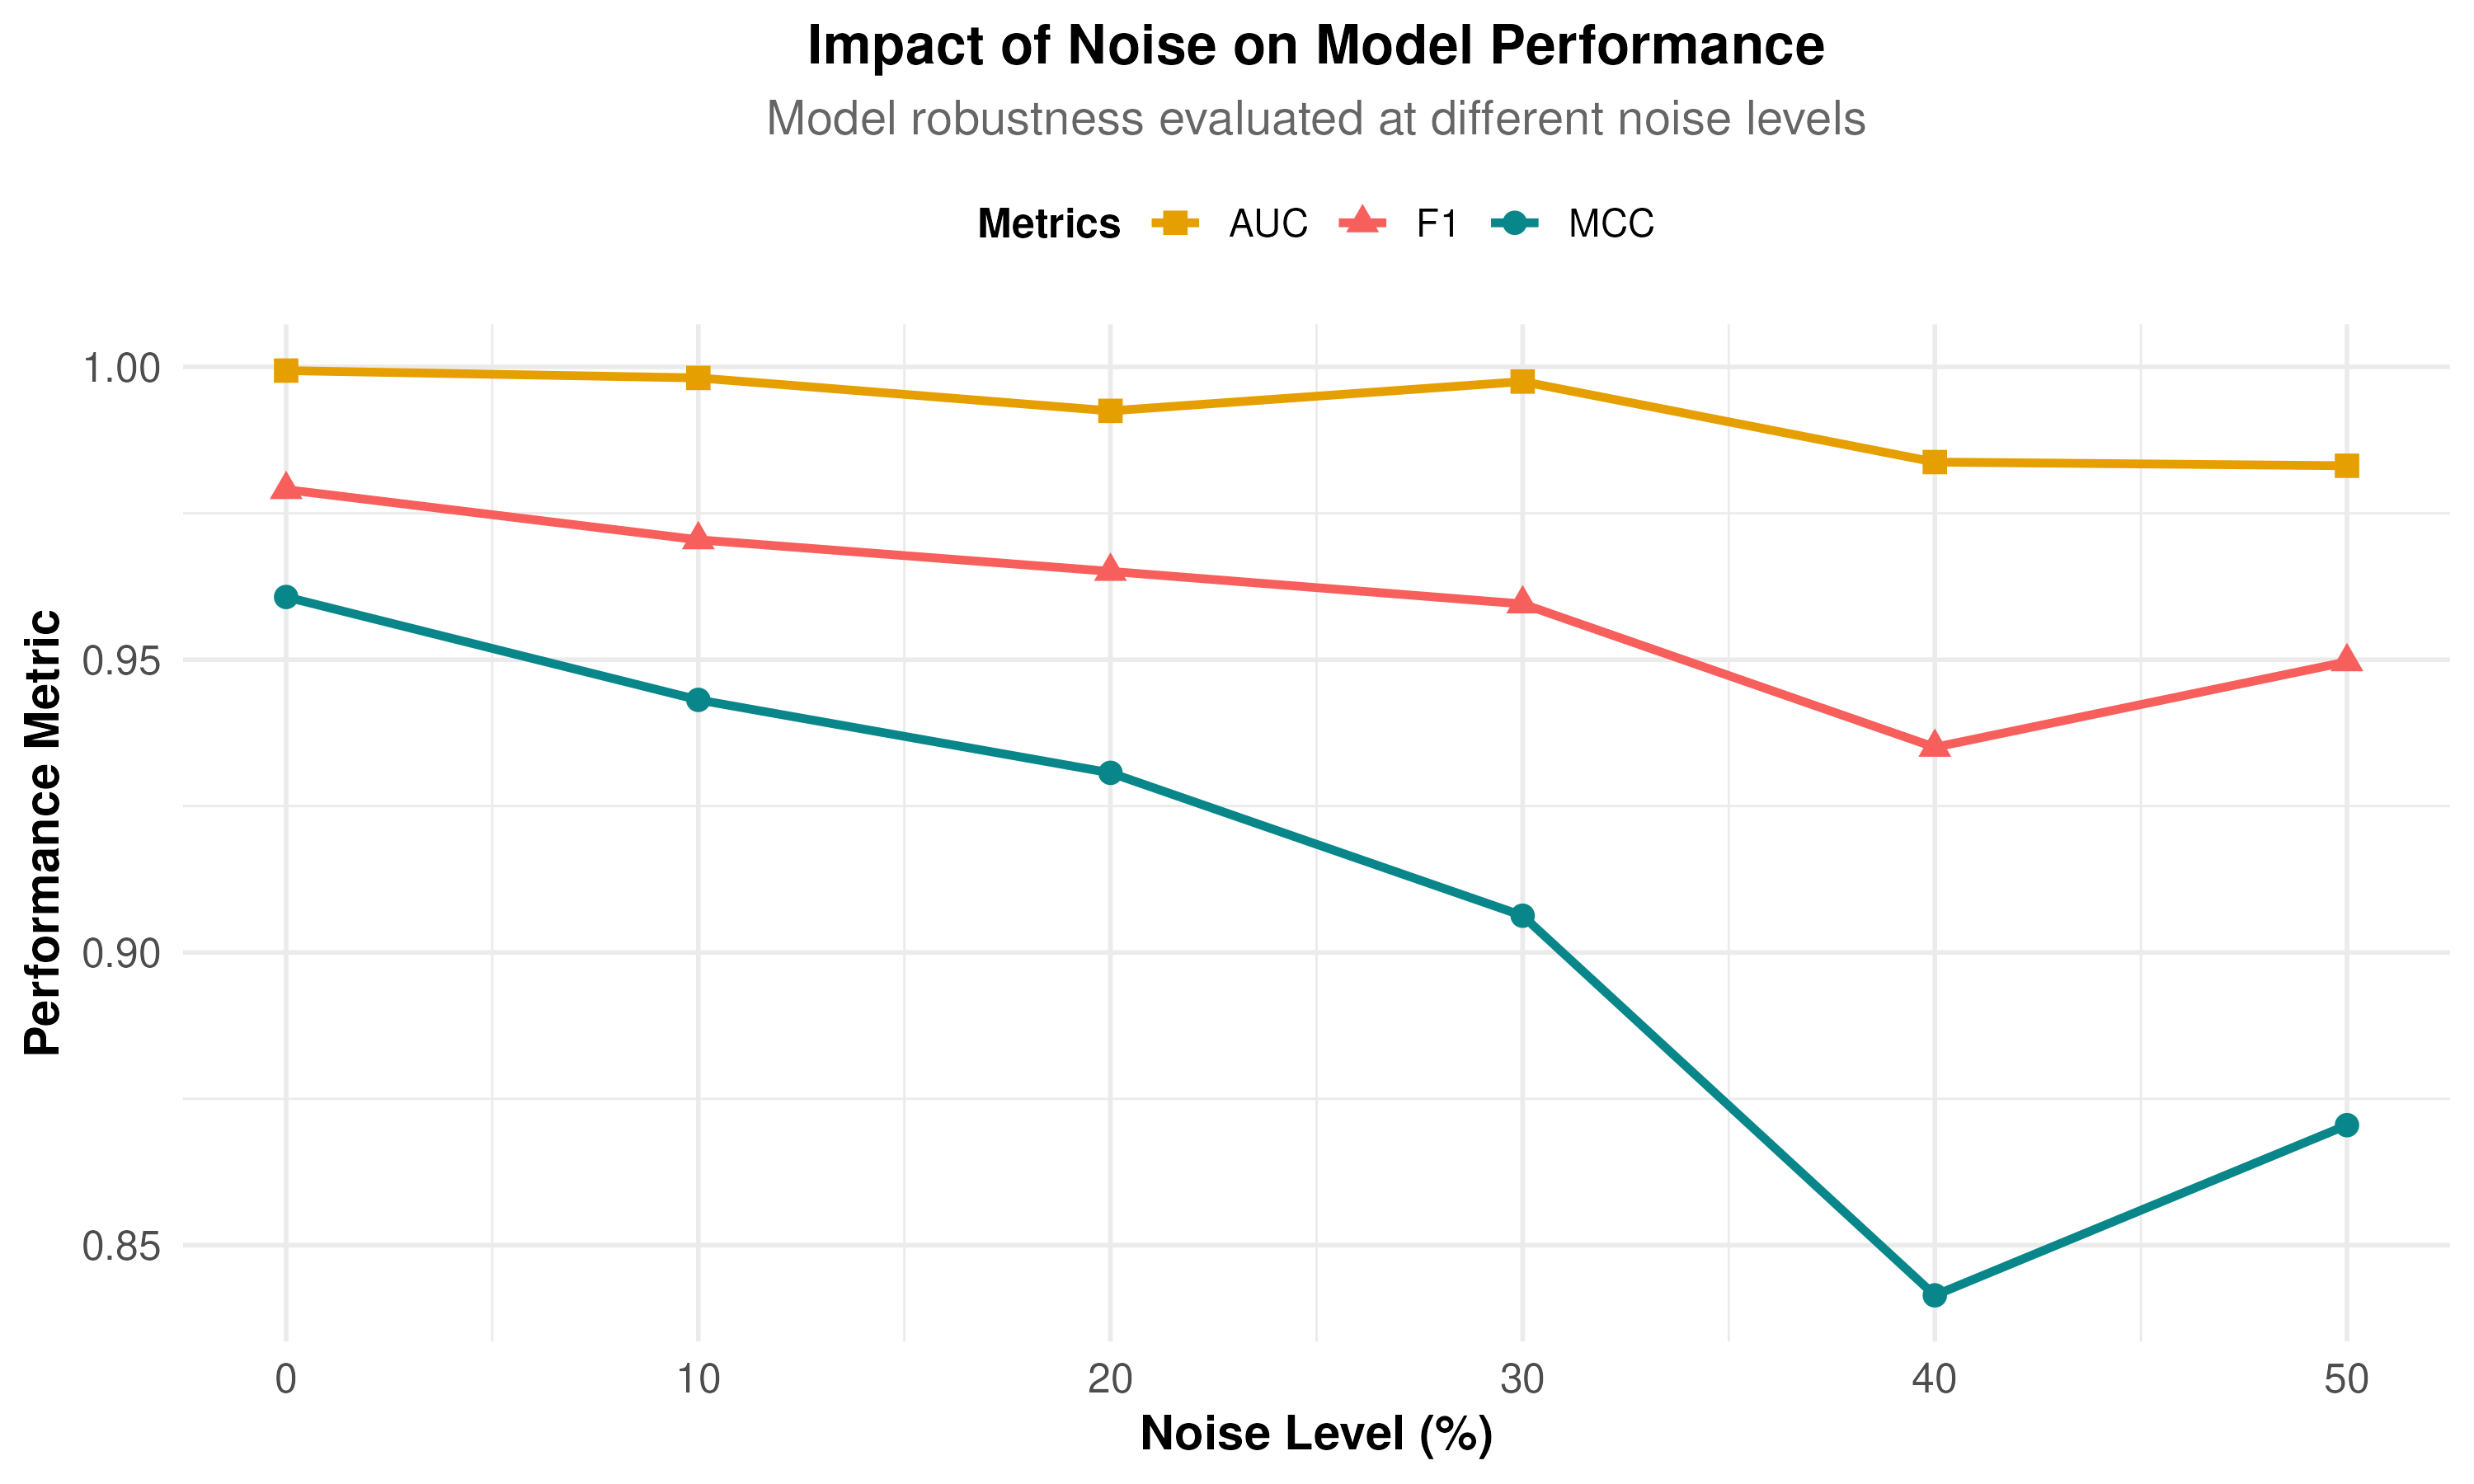 Impact of Noise on Model Performance
Model robustness evaluated at different noise levels
Metrics AUC F1 MCC
Performance Metric
1.00
0.95
0.90
0.85
0 10 20 30 40 50
Noise Level (%)